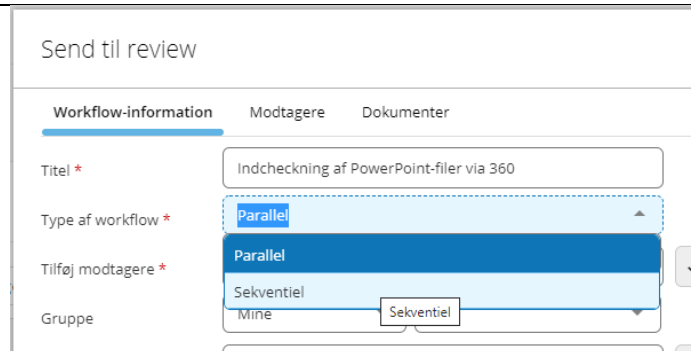 Send til review
Workflow-information Modtagere Dokumenter
Titel * Indcheckning af PowerPoint-filer via 360
Type af workflow * Parallel
Parallel
Tilføj modtagere *
Sekventiel
Gruppe Mine Sekventiel